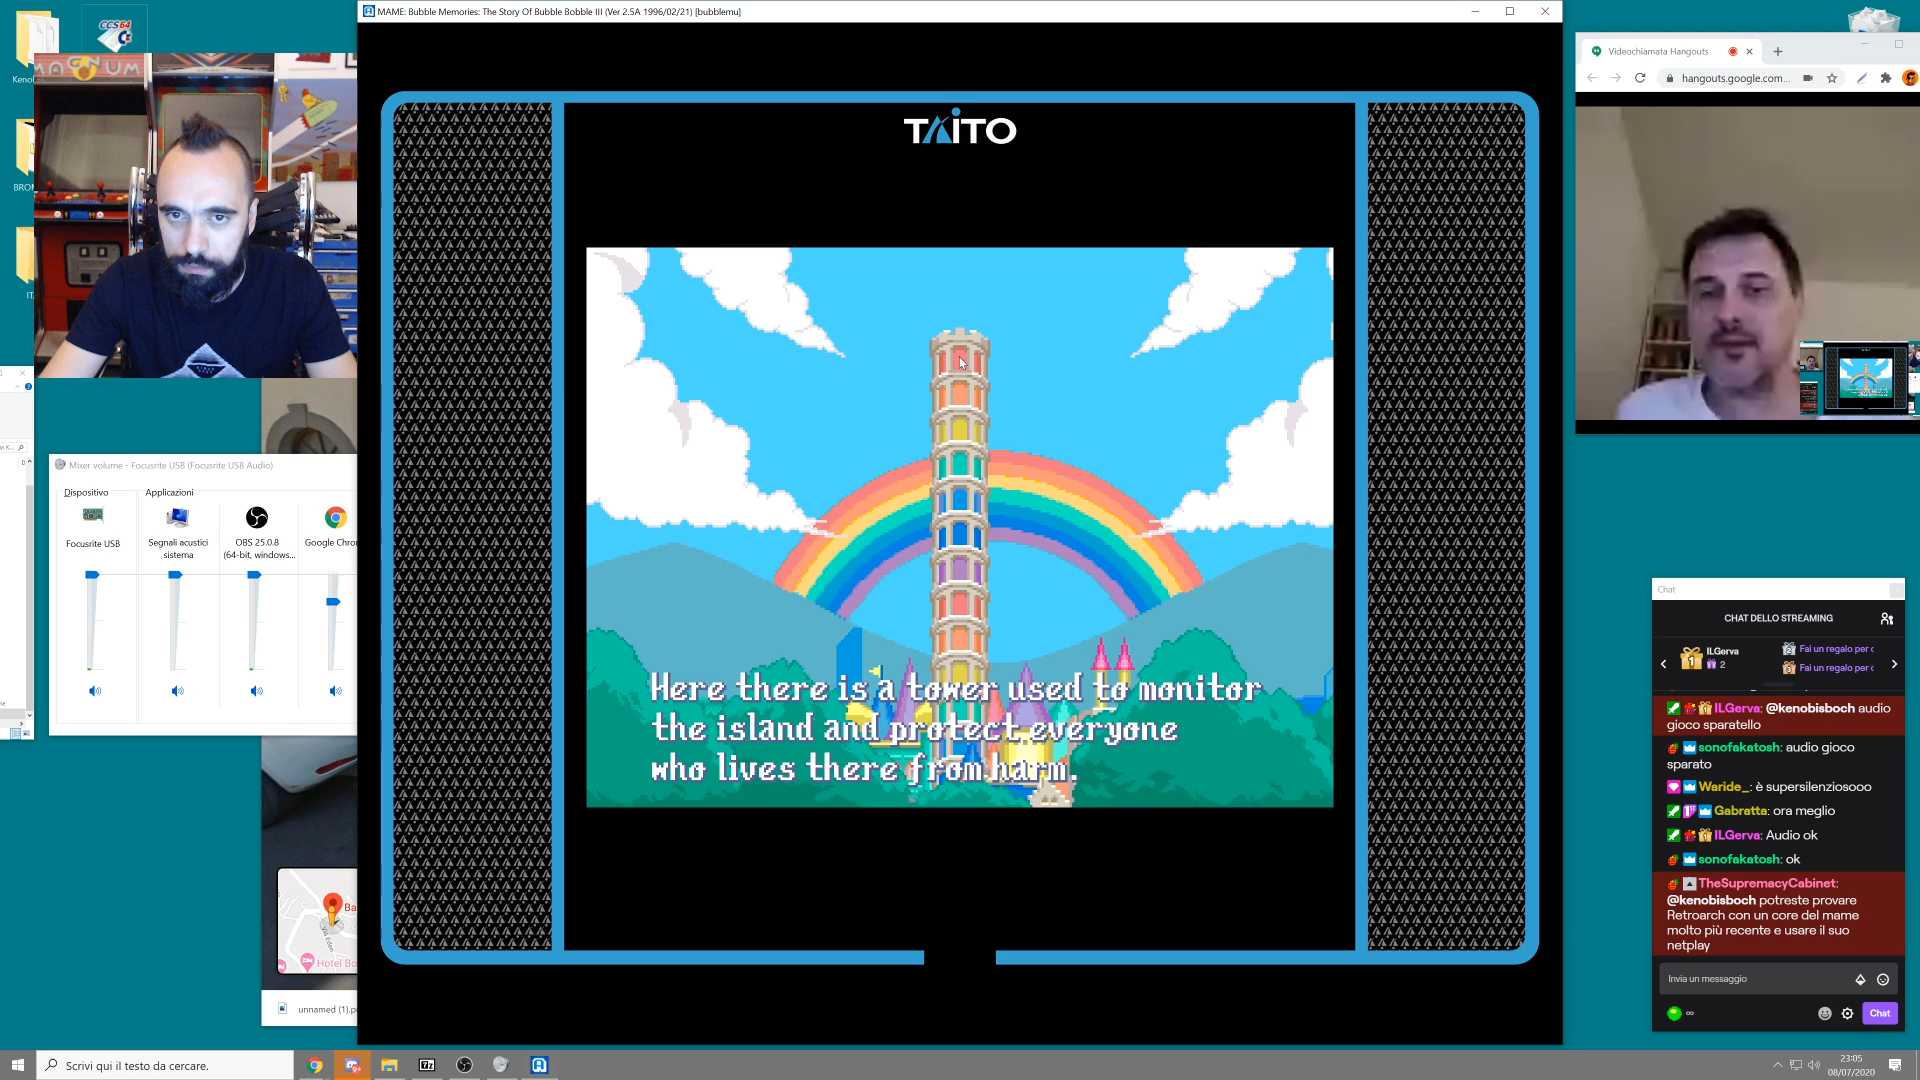 MAME: Bubble Memories: The Story Of Bubble Bobble III (Ver 2.5A 1996/02/21) [bubblemu]
CCS64
MAGNUM
TAITO
Here there is a tower used to monitor
the island and protect everyone
who lives there from harm.
Videochiamata Hangouts
hangouts.google.com...
Mixer volume - Focusrite USB (Focusrite USB Audio)
Dispositivo
Applicazioni
Focusrite USB
Segnali acustici
sistema
OBS 25.0.8
(64-bit, windows...
Google Chro
Via Eden
Hotel Bo
unnamed (1).p
Chat
CHAT DELLO STREAMING
1
ILGerva
2
Fai un regalo per
Fai un regalo per
ILGerva: @kenobisboch audio
gioco sparatello
sonofakatosh: audio gioco
sparato
Waride_: è supersilenziosooo
Gabratta: ora meglio
ILGerva: Audio ok
sonofakatosh: ok
TheSupremacyCabinet:
@kenobisboch potreste provare
Retroarch con un core del mame
molto più recente e usare il suo
netplay
Invia un messaggio
∞
Chat
Scrivi qui il testo da cercare.
23:05
08/07/2020